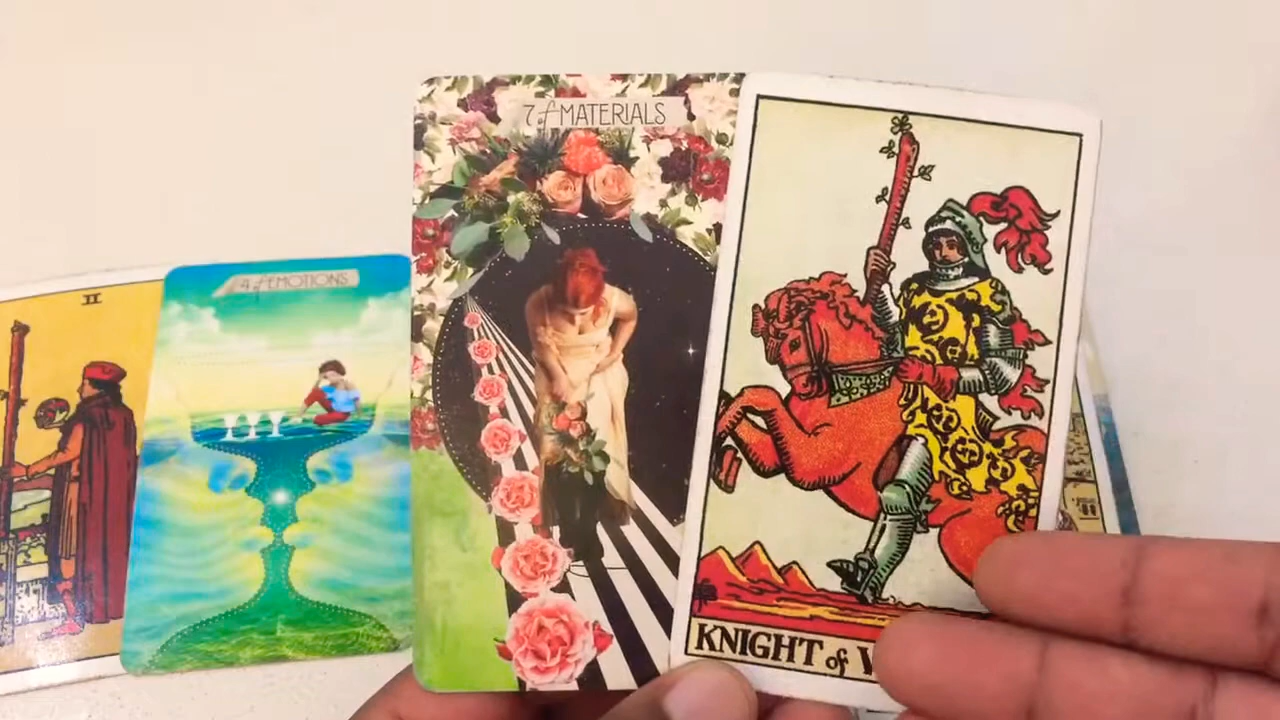 II
4 of EMOTIONS
7 of MATERIALS
KNIGHT of